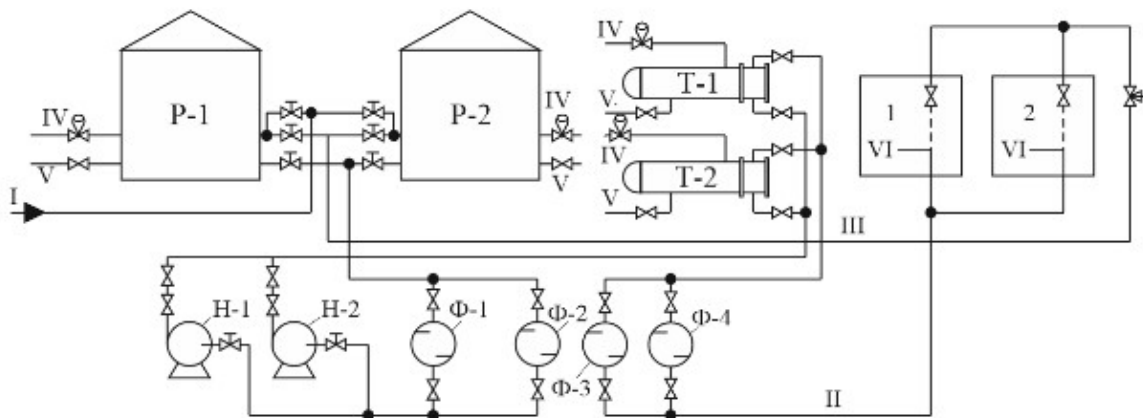 IV
P-1
V
I
P-2
IV
V
IV
T-1
V.
IV
T-2
V
1
VI
2
VI
III
H-1
H-2
Ф-1
Ф-2
Ф-3
Ф-4
II